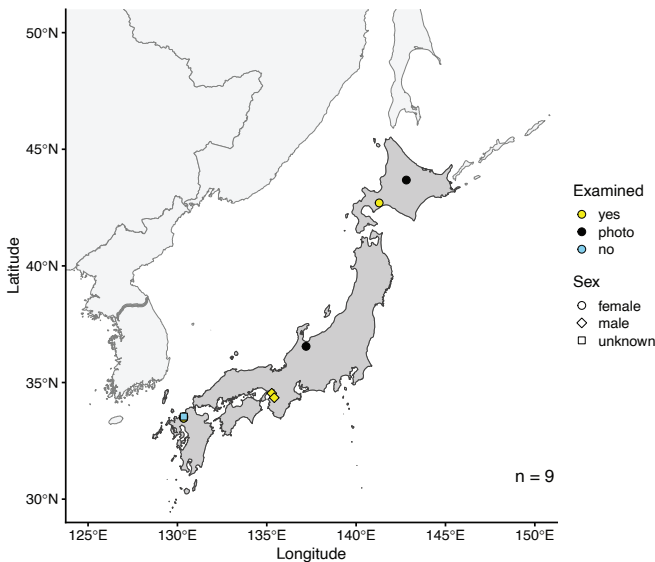 50°N
45°N
40°N
35°N
30°N
Latitude
125°E 130°E 135°E 140°E 145°E 150°E
Longitude
n = 9
Examined
yes
photo
no
Sex
female
male
unknown